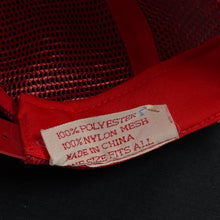 100% POLYESTER
100% NYLON MESH
MADE IN CHINA
ONE SIZE FITS ALL